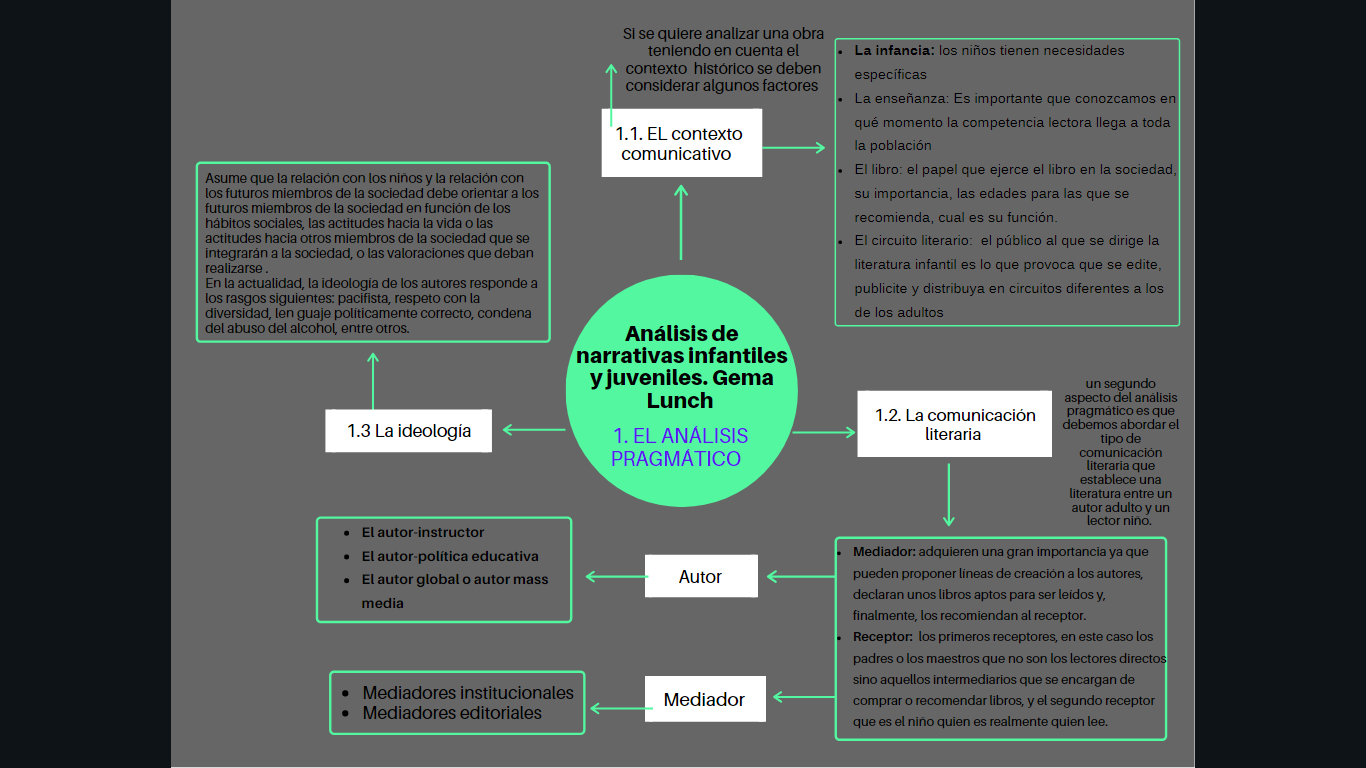 Si se quiere analizar una obra
teniendo en cuenta el
contexto histórico se deben
considerar algunos factores
1.1. EL contexto
comunicativo
La infancia: los niños tienen necesidades
específicas
La enseñanza: Es importante que conozcamos en
qué momento la competencia lectora llega a toda
la población
El libro: el papel que ejerce el libro en la sociedad,
su importancia, las edades para las que se
recomienda, cual es su función.
El circuito literario: el público al que se dirige la
literatura infantil es lo que provoca que se edite,
publicite y distribuya en circuitos diferentes a los
de los adultos
Asume que la relación con los niños y la relación con
los futuros miembros de la sociedad debe orientar a los
futuros miembros de la sociedad en función de los
hábitos sociales, las actitudes hacia la vida o las
actitudes hacia otros miembros de la sociedad que se
integrarán a la sociedad, o las valoraciones que deban
realizarse .
En la actualidad, la ideología de los autores responde a
los rasgos siguientes: pacifista, respeto con la
diversidad, len guaje políticamente correcto, condena
del abuso del alcohol, entre otros.
Análisis de
narrativas infantiles
y juveniles. Gema
Lunch
1. EL ANÁLISIS
PRAGMÁTICO
1.3 La ideología
1.2. La comunicación
literaria
un segundo
aspecto del análisis
pragmático es que
debemos abordar el
tipo de
comunicación
literaria que
establece una
literatura entre un
autor adulto y un
lector niño.
Mediador: adquieren una gran importancia ya que
pueden proponer líneas de creación a los autores,
declaran unos libros aptos para ser leídos y,
finalmente, los recomiendan al receptor.
Receptor: los primeros receptores, en este caso los
padres o los maestros que no son los lectores directos
sino aquellos intermediarios que se encargan de
comprar o recomendar libros, y el segundo receptor
que es el niño quien es realmente quien lee.
Autor
El autor-instructor
El autor-política educativa
El autor global o autor mass
media
Mediador
Mediadores institucionales
Mediadores editoriales